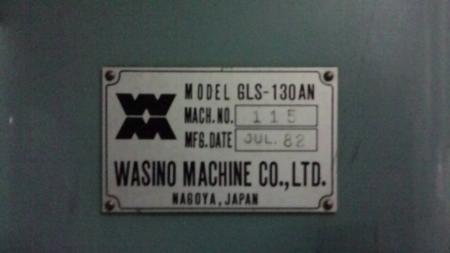 MODEL GLS-130AN
MACH.NO. 115
MFG.DATE JUL. 82
WASINO MACHINE CO.,LTD.
NAGOYA, JAPAN